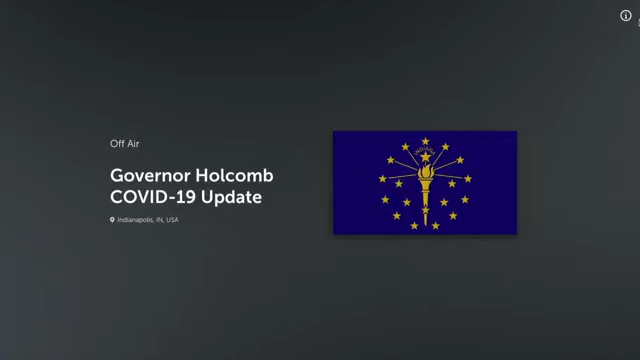 Off Air
Governor Holcomb
COVID-19 Update
Indianapolis, IN, USA
INDIANA